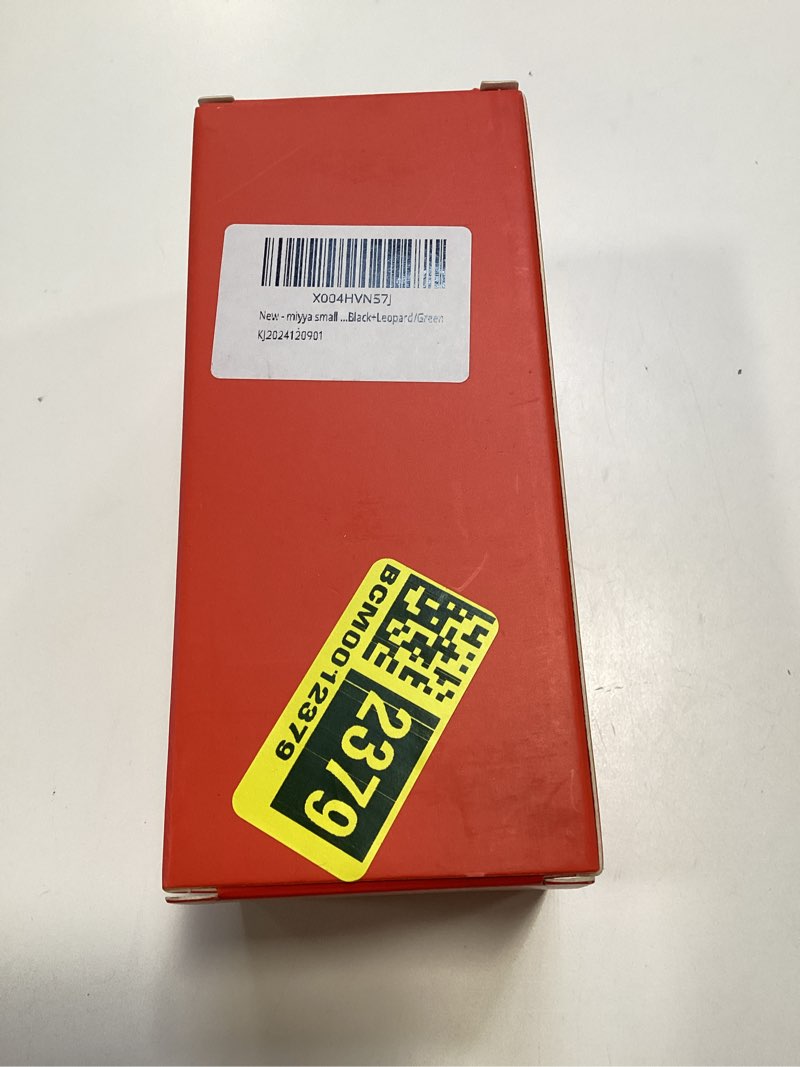 X004HVN57J
New - miyya small ...Black+Leopard/Green
KJ2024120901
BCM0012379
2379